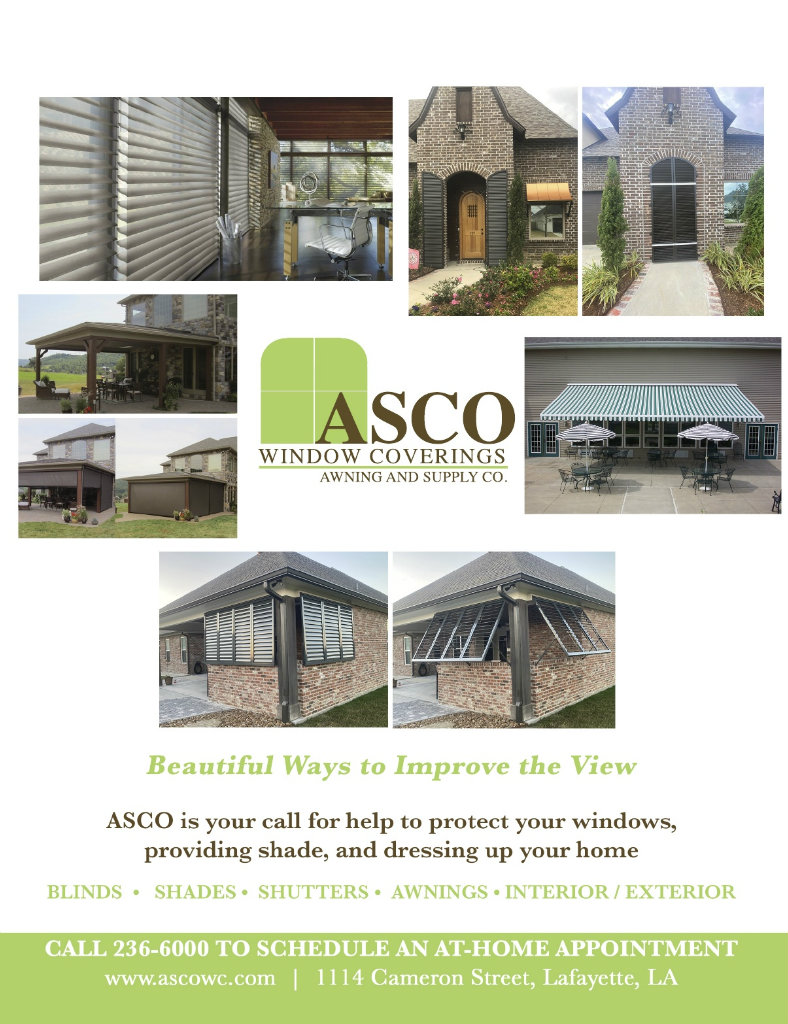 ASCO
WINDOW COVERINGS
AWNING AND SUPPLY CO.
Beautiful Ways to Improve the View
ASCO is your call for help to protect your windows,
providing shade, and dressing up your home
BLINDS • SHADES • SHUTTERS • AWNINGS • INTERIOR / EXTERIOR
CALL 236-6000 TO SCHEDULE AN AT-HOME APPOINTMENT
www.ascowc.com | 1114 Cameron Street, Lafayette, LA